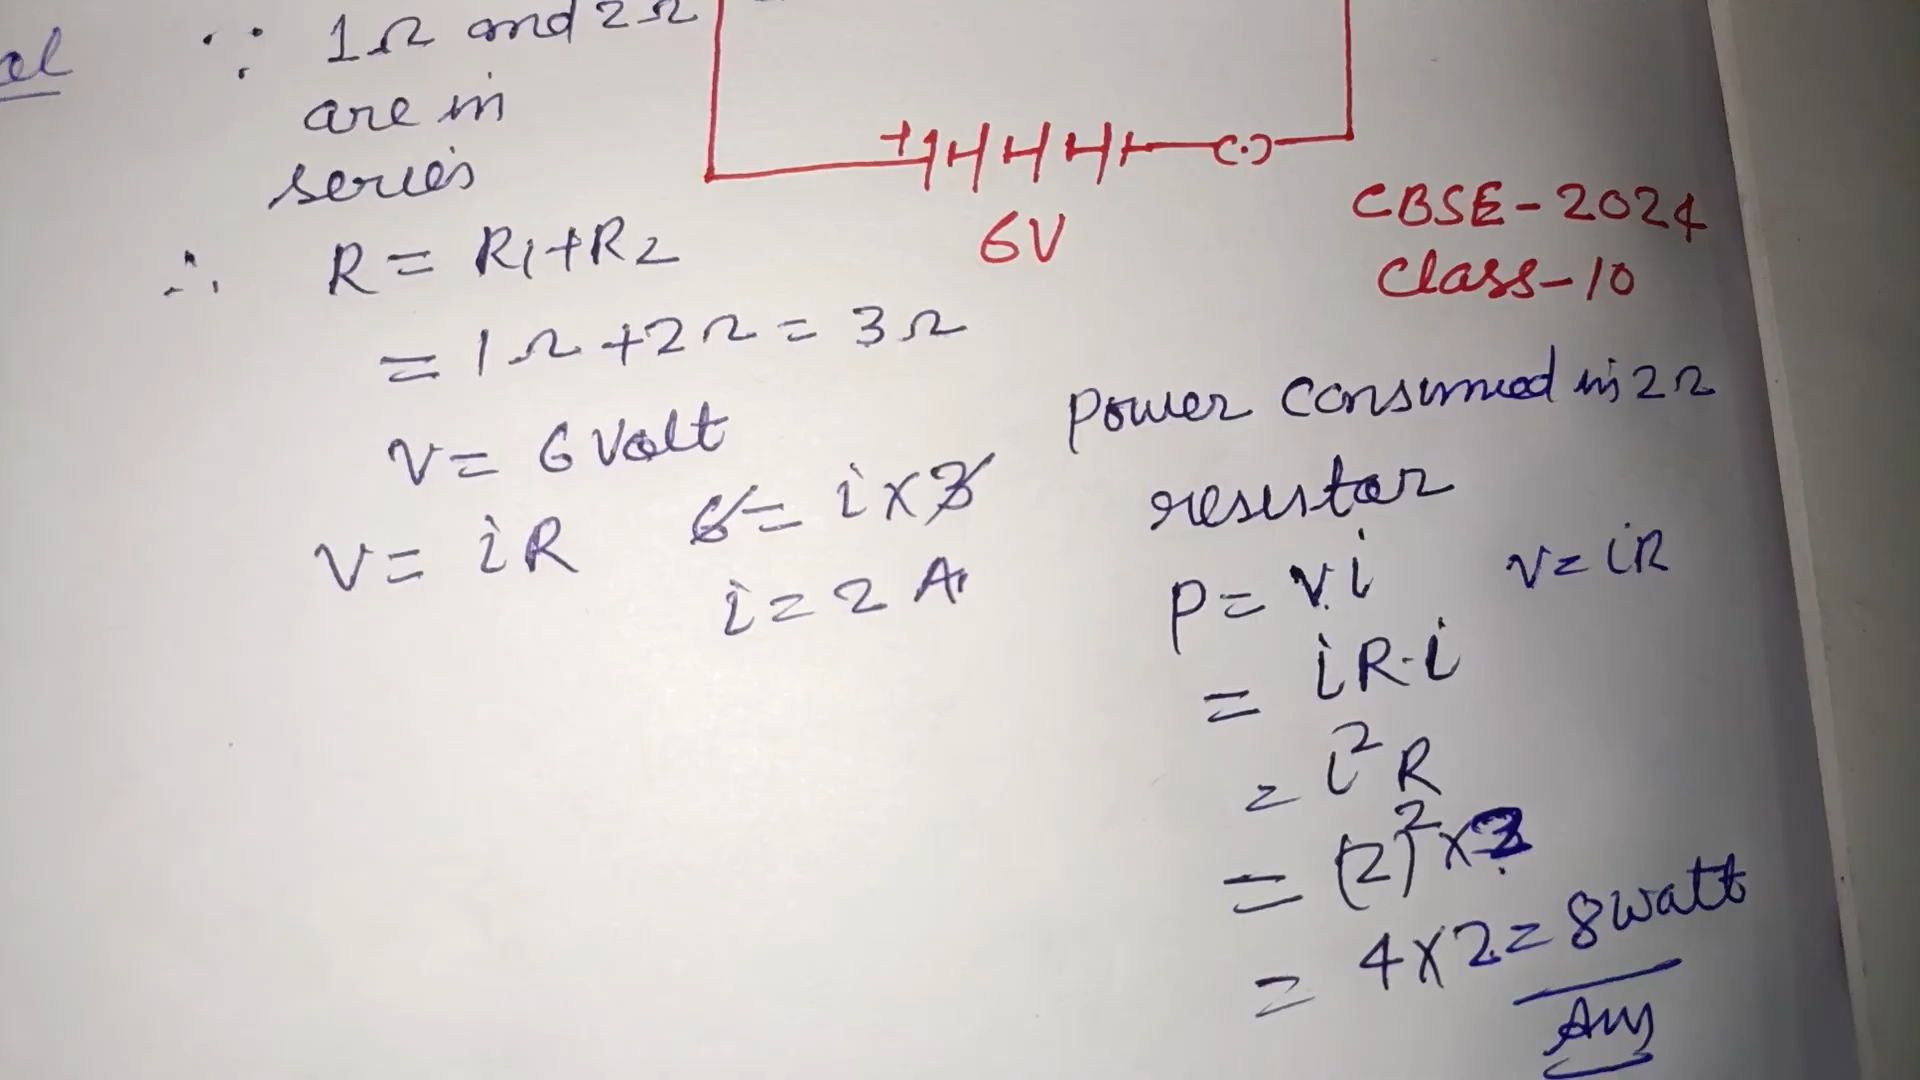 ∵ 1Ω and 2Ω
are in
series
∴ R = R1+R2
= 1Ω+2Ω = 3Ω
V = 6 Volt
V = iR
6 = i×3
i = 2A
+
6V
CBSE-2024
Class-10
Power consumed in 2Ω
resistor
P = Vi V = iR
= iR·i
= i²R
= (2)²×2
= 4×2 = 8 watt
Ans